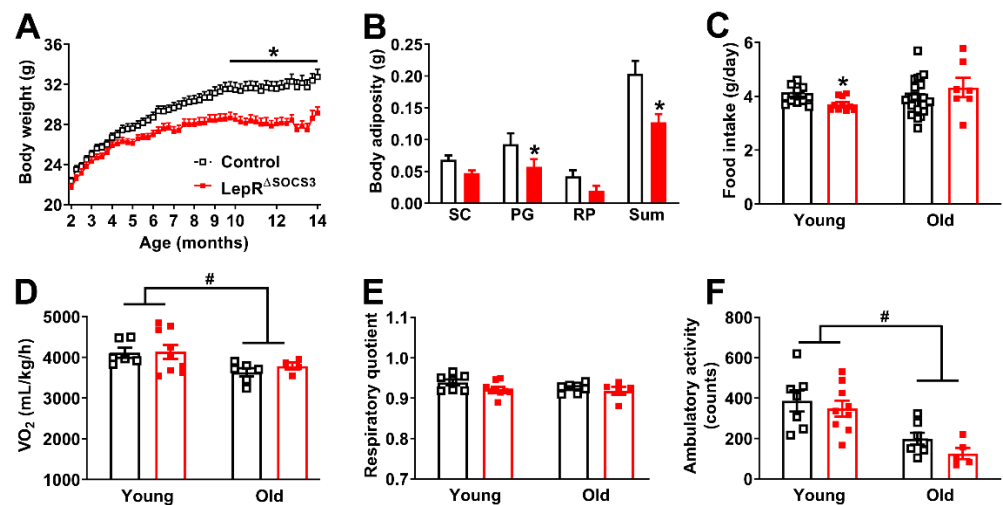 A
Body weight (g)
36
32
28
24
20
*
Control
LepRΔSOCS3
2 3 4 5 6 7 8 9 10 12 14
Age (months)
B
Body adiposity (g)
0.25
0.20
0.15
0.10
0.05
0.00
*
*
SC PG RP Sum
C
Food intake (g/day)
6
4
2
0
*
Young Old
D
VO2 (mL/kg/h)
5000
4000
3000
2000
1000
#
Young Old
E
Respiratory quotient
1.1
1.0
0.9
0.8
0.7
Young Old
F
Ambulatory activity
(counts)
800
600
400
200
0
#
Young Old